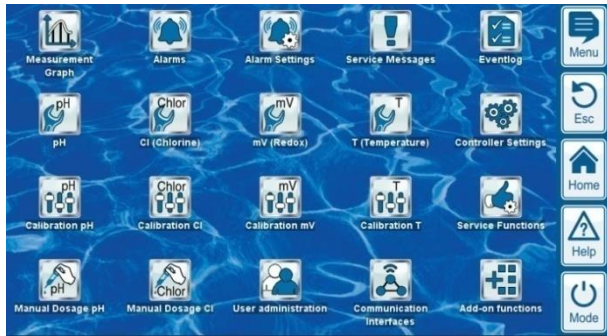 Measurement
Graph
Alarms
Alarm Settings
Service Messages
Eventlog
Menu
pH
Chlor
mV
T
pH
Cl (Chlorine)
mV (Redox)
T (Temperature)
Controller Settings
Esc
pH
Chlor
mV
T
Calibration pH
Calibration Cl
Calibration mV
Calibration T
Service Functions
Home
Help
pH
Chlor
Manual Dosage pH
Manual Dosage Cl
User administration
Communication
Interfaces
Add-on functions
Mode